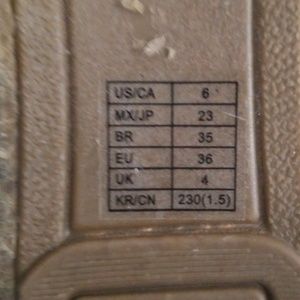 US/CA 6
MX/JP 23
BR 35
EU 36
UK 4
KR/CN 230(1.5)